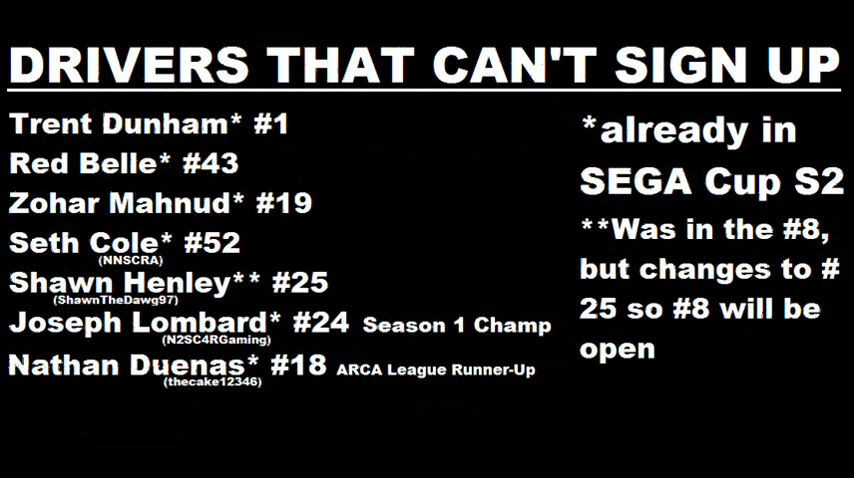 DRIVERS THAT CAN'T SIGN UP
Trent Dunham* #1
Red Belle* #43
Zohar Mahnud* #19
Seth Cole* #52
(NNSCRA)
Shawn Henley** #25
(ShawnTheDawg97)
Joseph Lombard* #24 Season 1 Champ
(N2SC4RGaming)
Nathan Duenas* #18 ARCA League Runner-Up
(thecake12346)
*already in
SEGA Cup S2
**Was in the #8,
but changes to #
25 so #8 will be
open